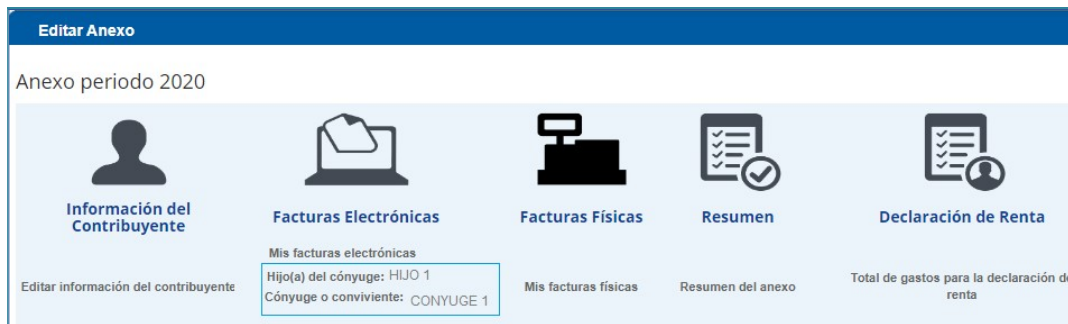 Editar Anexo
Anexo periodo 2020
Información del
Contribuyente
Facturas Electrónicas
Facturas Físicas
Resumen
Declaración de Renta
Mis facturas electrónicas
Hijo(a) del cónyuge: HIJO 1
Cónyuge o conviviente: CONYUGE 1
Editar información del contribuyente
Mis facturas físicas
Resumen del anexo
Total de gastos para la declaración de
renta